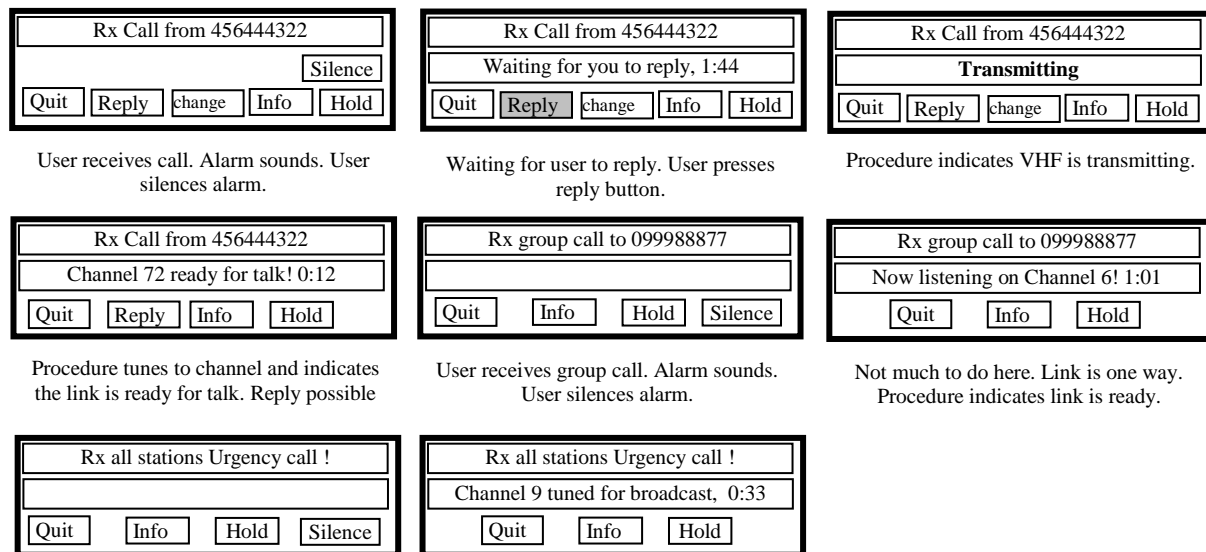 Rx Call from 456444322
Silence
Quit Reply change Info Hold
User receives call. Alarm sounds. User
silences alarm.
Rx Call from 456444322
Waiting for you to reply, 1:44
Quit Reply change Info Hold
Waiting for user to reply. User presses
reply button.
Rx Call from 456444322
Transmitting
Quit Reply change Info Hold
Procedure indicates VHF is transmitting.
Rx Call from 456444322
Channel 72 ready for talk! 0:12
Quit Reply Info Hold
Procedure tunes to channel and indicates
the link is ready for talk. Reply possible
Rx group call to 099988877
Quit Info Hold Silence
User receives group call. Alarm sounds.
User silences alarm.
Rx group call to 099988877
Now listening on Channel 6! 1:01
Quit Info Hold
Not much to do here. Link is one way.
Procedure indicates link is ready.
Rx all stations Urgency call !
Quit Info Hold Silence
Rx all stations Urgency call !
Channel 9 tuned for broadcast, 0:33
Quit Info Hold